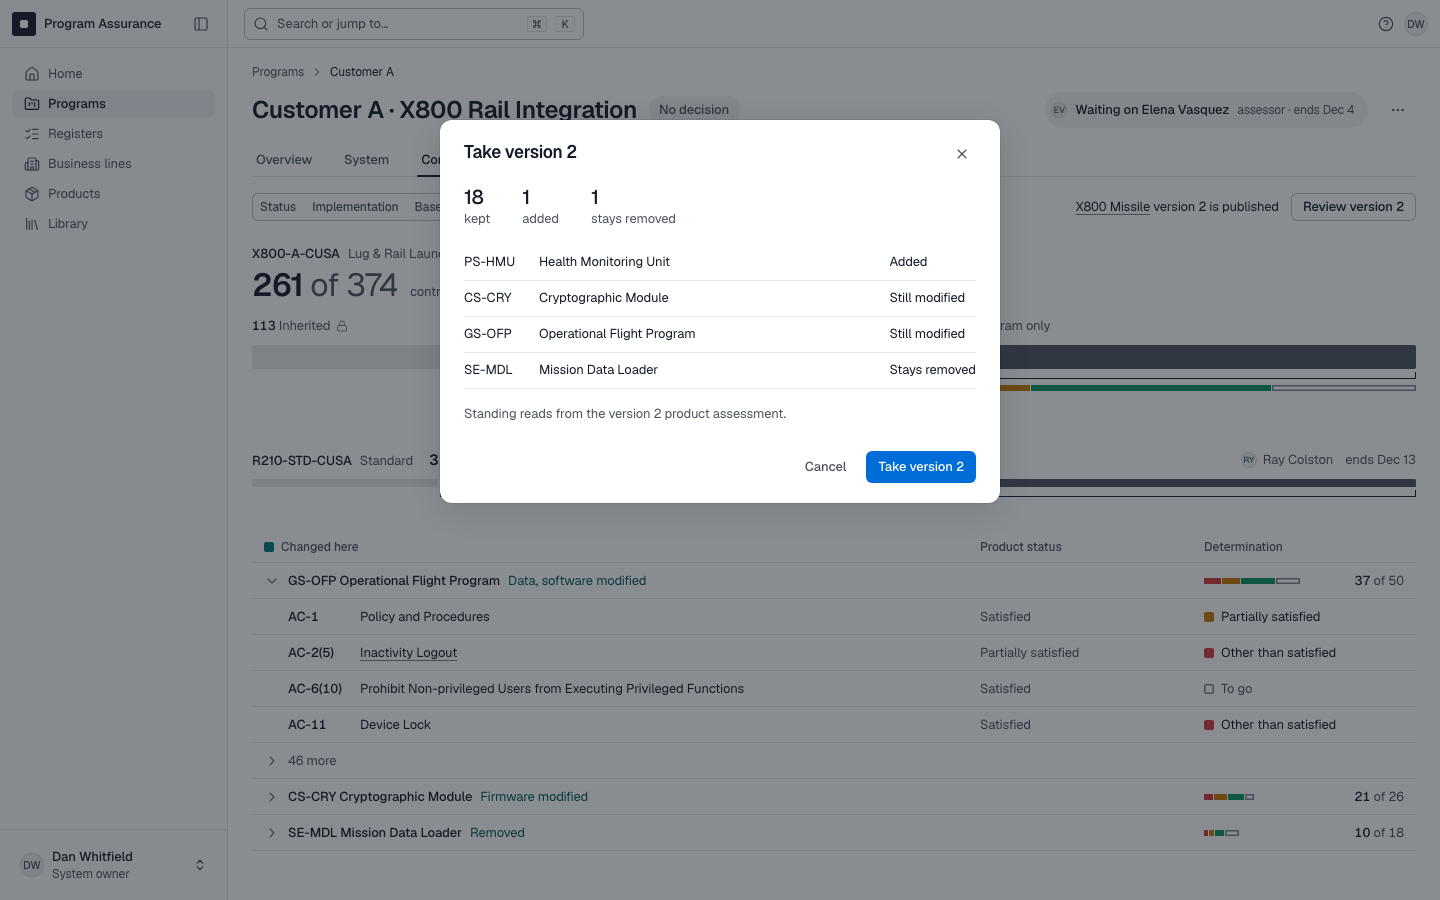 Program Assurance
Search or jump to...
⌘ K
DW
Home
Programs
Registers
Business lines
Products
Library
Programs
Customer A
Customer A · X800 Rail Integration
No decision
EV Waiting on Elena Vasquez assessor · ends Dec 4
Overview
System
Status
Implementation
X800 Missile version 2 is published
Review version 2
X800-A-CUSA
Lug & Rail
261 of 374
113 Inherited
only
R210-STD-CUSA
Standard
3
RY Ray Colston
ends Dec 13
Take version 2
18
kept
1
added
1
stays removed
PS-HMU Health Monitoring Unit Added
CS-CRY Cryptographic Module Still modified
GS-OFP Operational Flight Program Still modified
SE-MDL Mission Data Loader Stays removed
Standing reads from the version 2 product assessment.
Cancel
Take version 2
Changed here Product status Determination
GS-OFP Operational Flight Program Data, software modified 37 of 50
AC-1 Policy and Procedures Satisfied Partially satisfied
AC-2(5) Inactivity Logout Partially satisfied Other than satisfied
AC-6(10) Prohibit Non-privileged Users from Executing Privileged Functions Satisfied To go
AC-11 Device Lock Satisfied Other than satisfied
46 more
CS-CRY Cryptographic Module Firmware modified 21 of 26
SE-MDL Mission Data Loader Removed 10 of 18
DW
Dan Whitfield
System owner